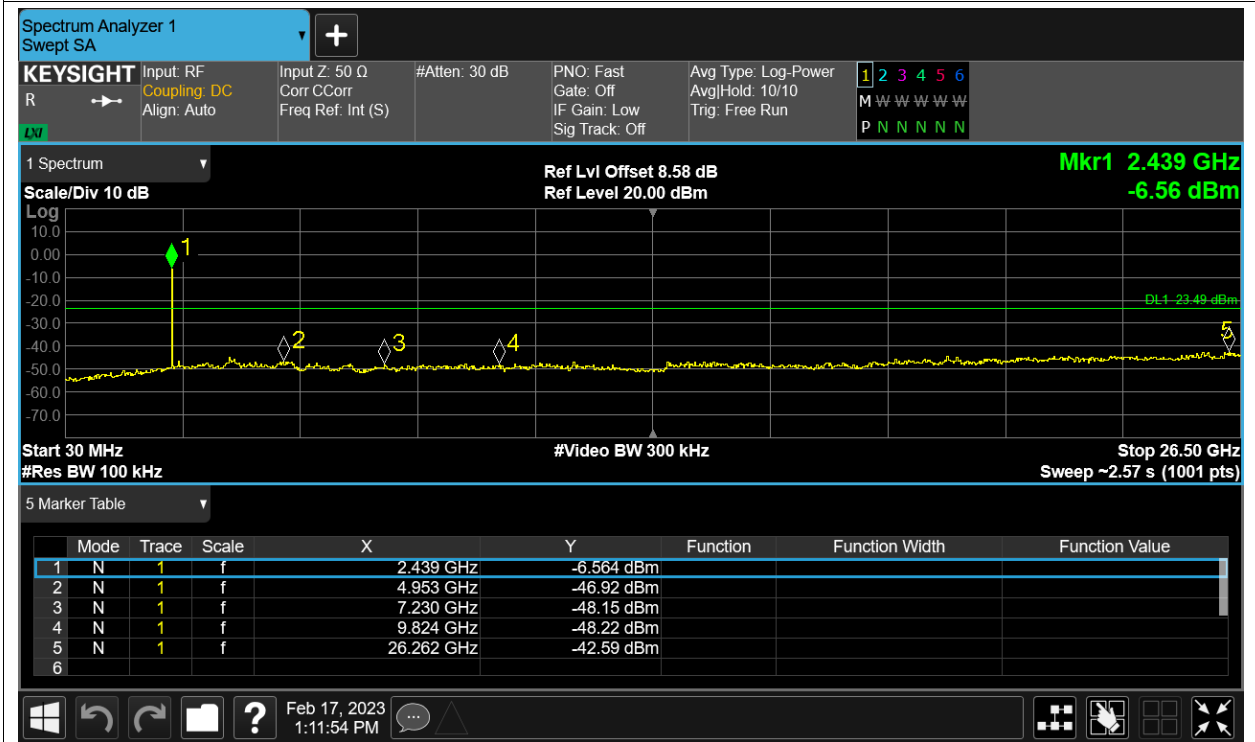 Spectrum Analyzer 1
Swept SA
+
KEYSIGHT
R
LXI
Input: RF
Coupling: DC
Align: Auto
Input Z: 50 Ω
Corr CCorr
Freq Ref: Int (S)
#Atten: 30 dB
PNO: Fast
Gate: Off
IF Gain: Low
Sig Track: Off
Avg Type: Log-Power
Avg|Hold: 10/10
Trig: Free Run
1 2 3 4 5 6
M W W W W W
P N N N N N
1 Spectrum
Scale/Div 10 dB
Ref Lvl Offset 8.58 dB
Ref Level 20.00 dBm
Mkr1 2.439 GHz
-6.56 dBm
Log
10.0
0.00
-10.0
-20.0
-30.0
-40.0
-50.0
-60.0
-70.0
1
2
3
4
5
DL1 -23.49 dBm
Start 30 MHz
#Res BW 100 kHz
#Video BW 300 kHz
Stop 26.50 GHz
Sweep ~2.57 s (1001 pts)
5 Marker Table
Mode Trace Scale X Y Function Function Width Function Value
1 N 1 f 2.439 GHz -6.564 dBm
2 N 1 f 4.953 GHz -46.92 dBm
3 N 1 f 7.230 GHz -48.15 dBm
4 N 1 f 9.824 GHz -48.22 dBm
5 N 1 f 26.262 GHz -42.59 dBm
6
?
Feb 17, 2023
1:11:54 PM